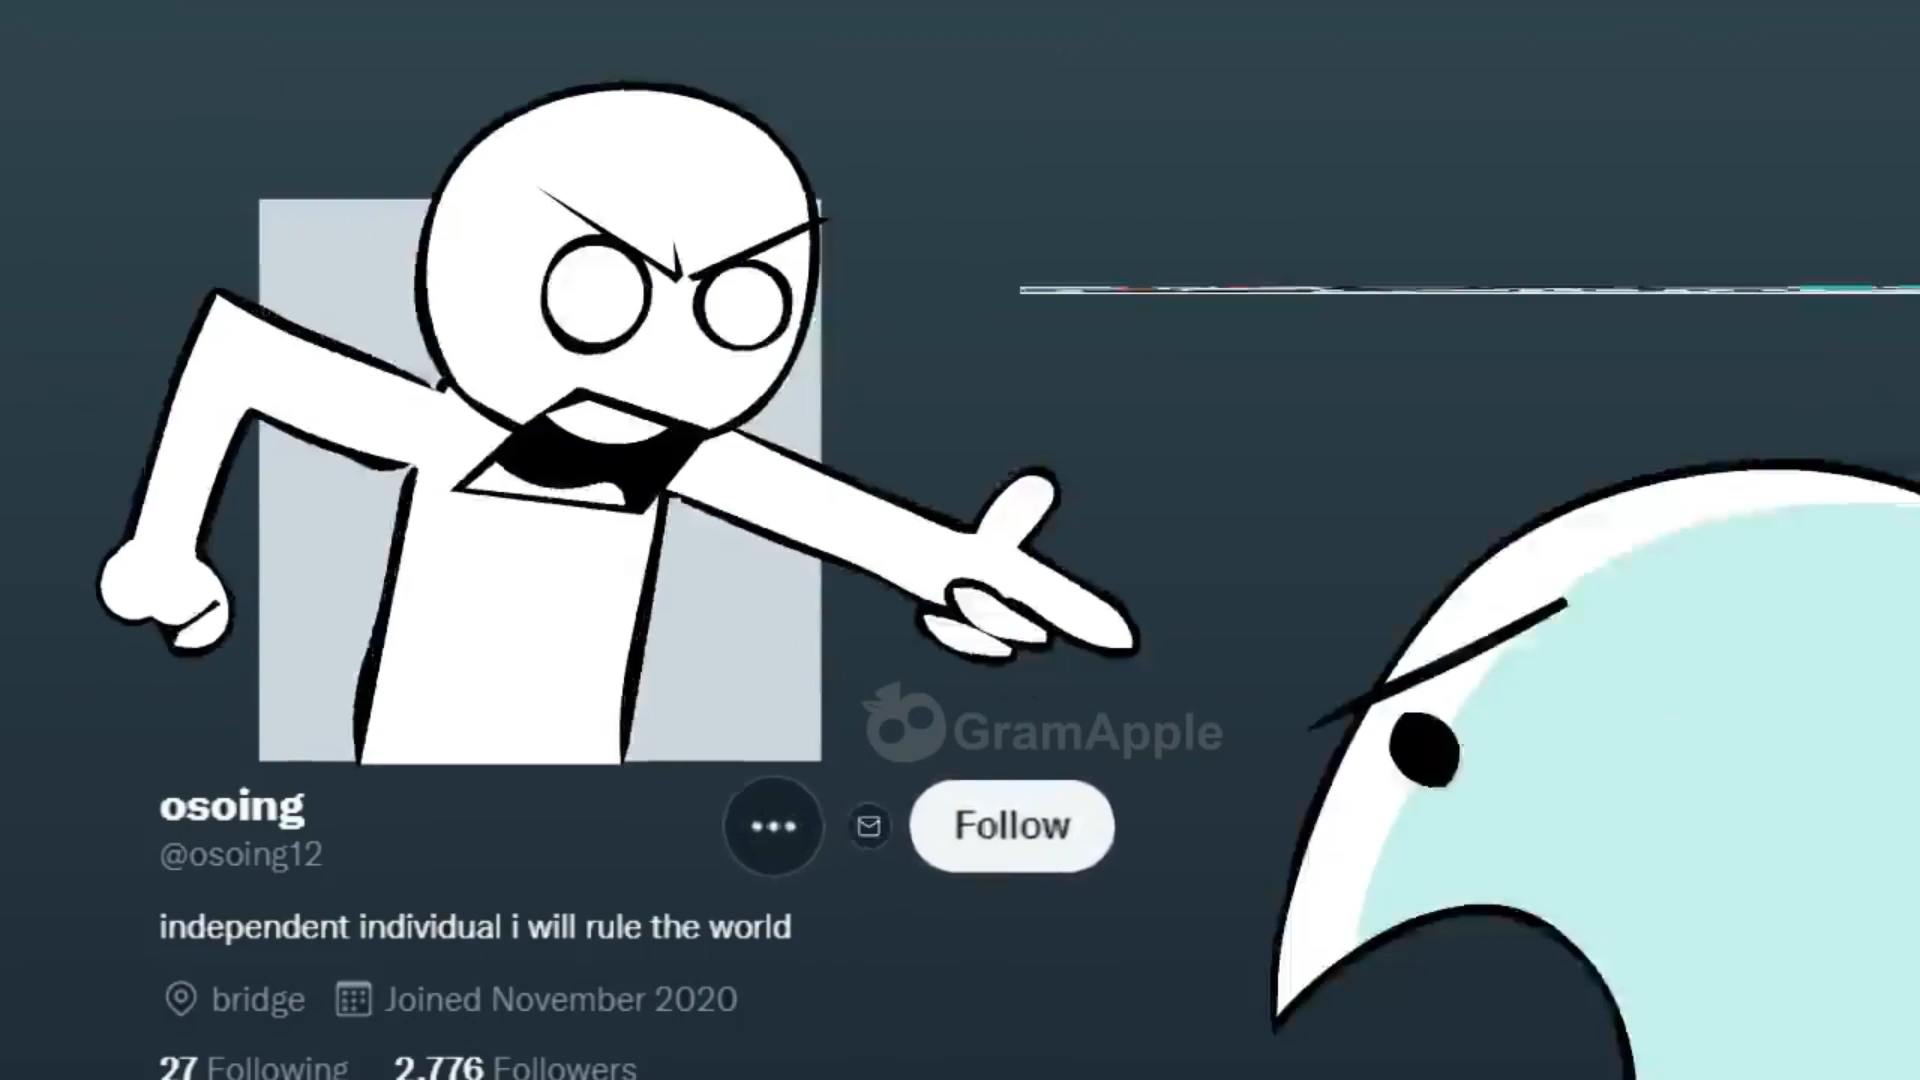 GramApple
osoing
@osoing12
Follow
independent individual i will rule the world
bridge Joined November 2020
27 Following 2,776 Followers